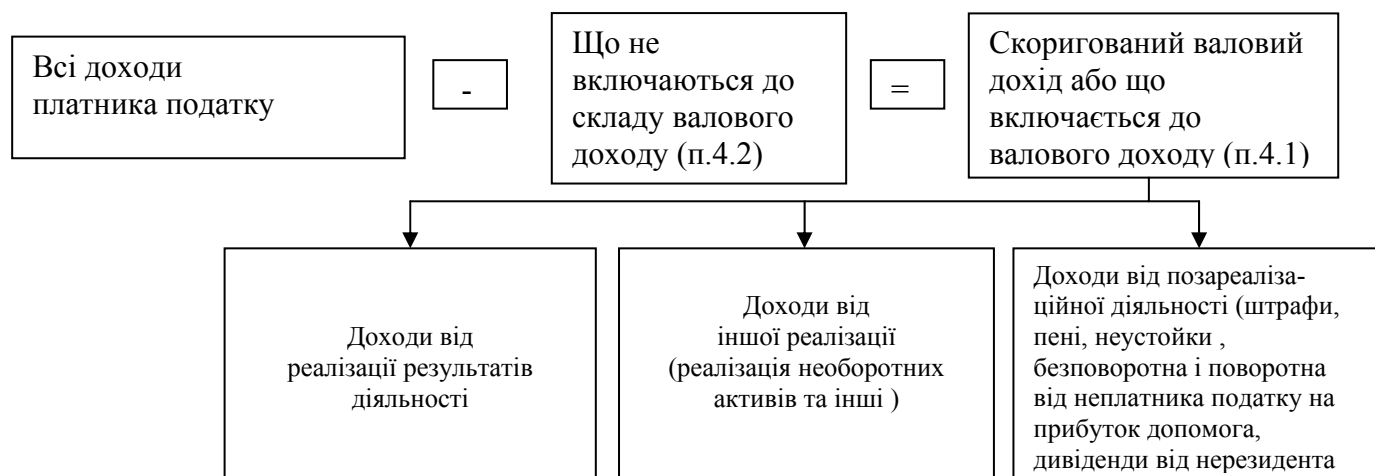 Всі доходи
платника податку
-
Що не
включаються до
складу валового
доходу (п.4.2)
=
Скоригований валовий
дохід або що
включається до
валового доходу (п.4.1)
Доходи від
реалізації результатів
діяльності
Доходи від
іншої реалізації
(реалізація необоротних
активів та інші )
Доходи від позареаліза-
ційної діяльності (штрафи,
пені, неустойки ,
безповоротна і поворотна
від неплатника податку на
прибуток допомога,
дивіденди від нерезидента